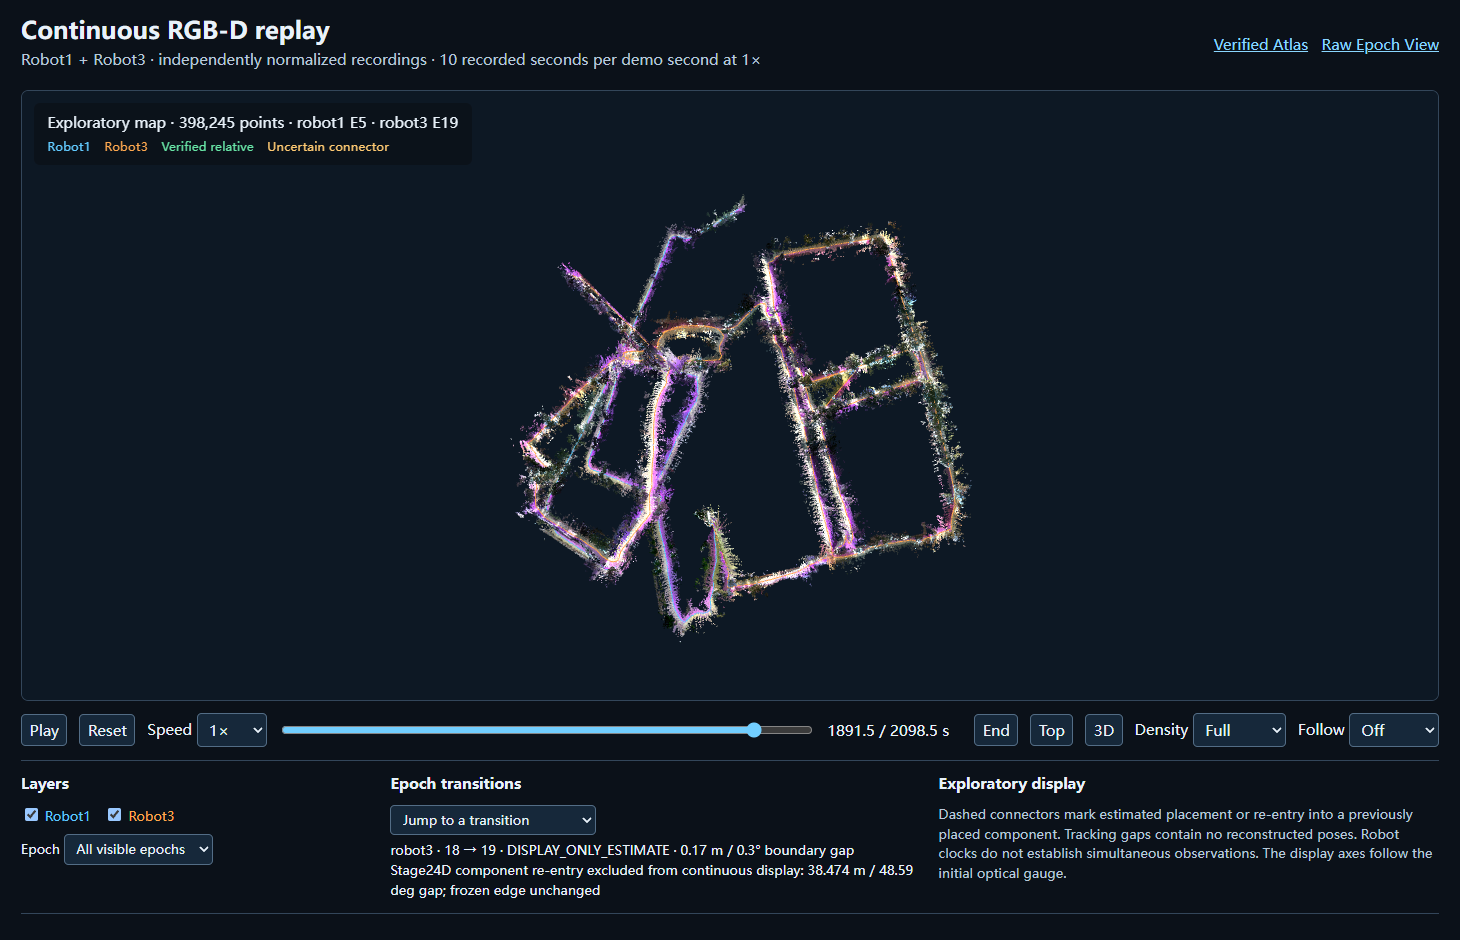 Continuous RGB-D replay
Robot1 + Robot3 · independently normalized recordings · 10 recorded seconds per demo second at 1×
Verified Atlas Raw Epoch View
Exploratory map · 398,245 points · robot1 E5 · robot3 E19
Robot1 Robot3 Verified relative Uncertain connector
Play Reset Speed 1× 1891.5 / 2098.5 s End Top 3D Density Full Follow Off
Layers
Robot1 Robot3
Epoch All visible epochs
Epoch transitions
Jump to a transition
robot3 · 18 → 19 · DISPLAY_ONLY_ESTIMATE · 0.17 m / 0.3° boundary gap
Stage24D component re-entry excluded from continuous display: 38.474 m / 48.59
deg gap; frozen edge unchanged
Exploratory display
Dashed connectors mark estimated placement or re-entry into a previously
placed component. Tracking gaps contain no reconstructed poses. Robot
clocks do not establish simultaneous observations. The display axes follow the
initial optical gauge.